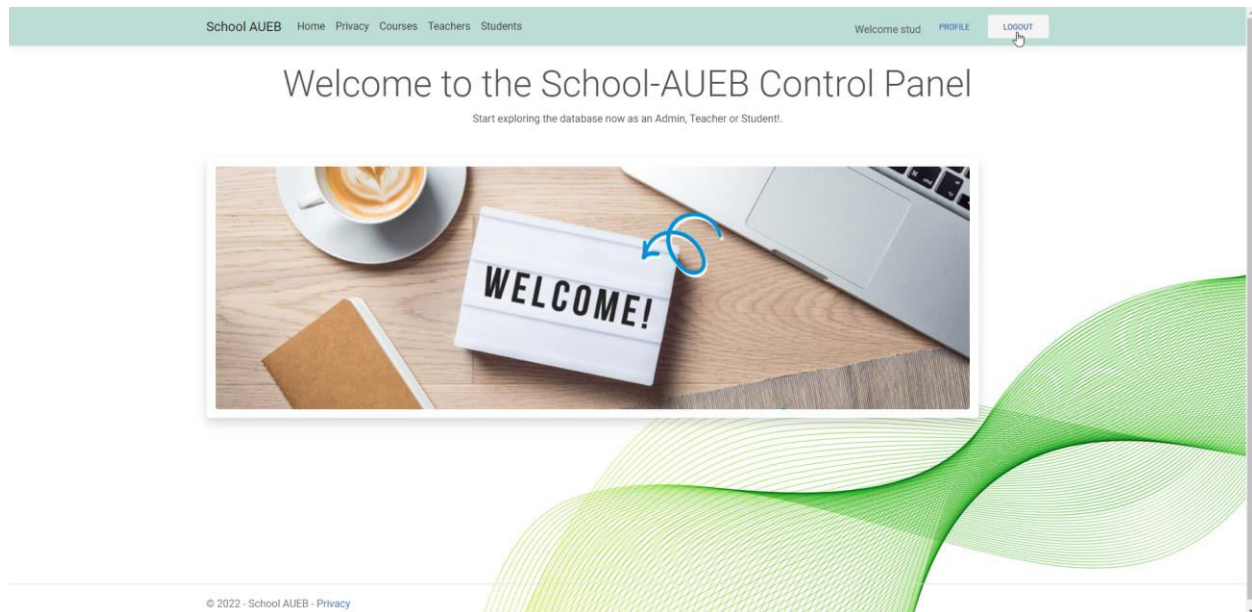 School AUEB Home Privacy Courses Teachers Students Welcome stud PROFILE LOGOUT
Welcome to the School-AUEB Control Panel
Start exploring the database now as an Admin, Teacher or Student!.
WELCOME!
© 2022 - School AUEB - Privacy